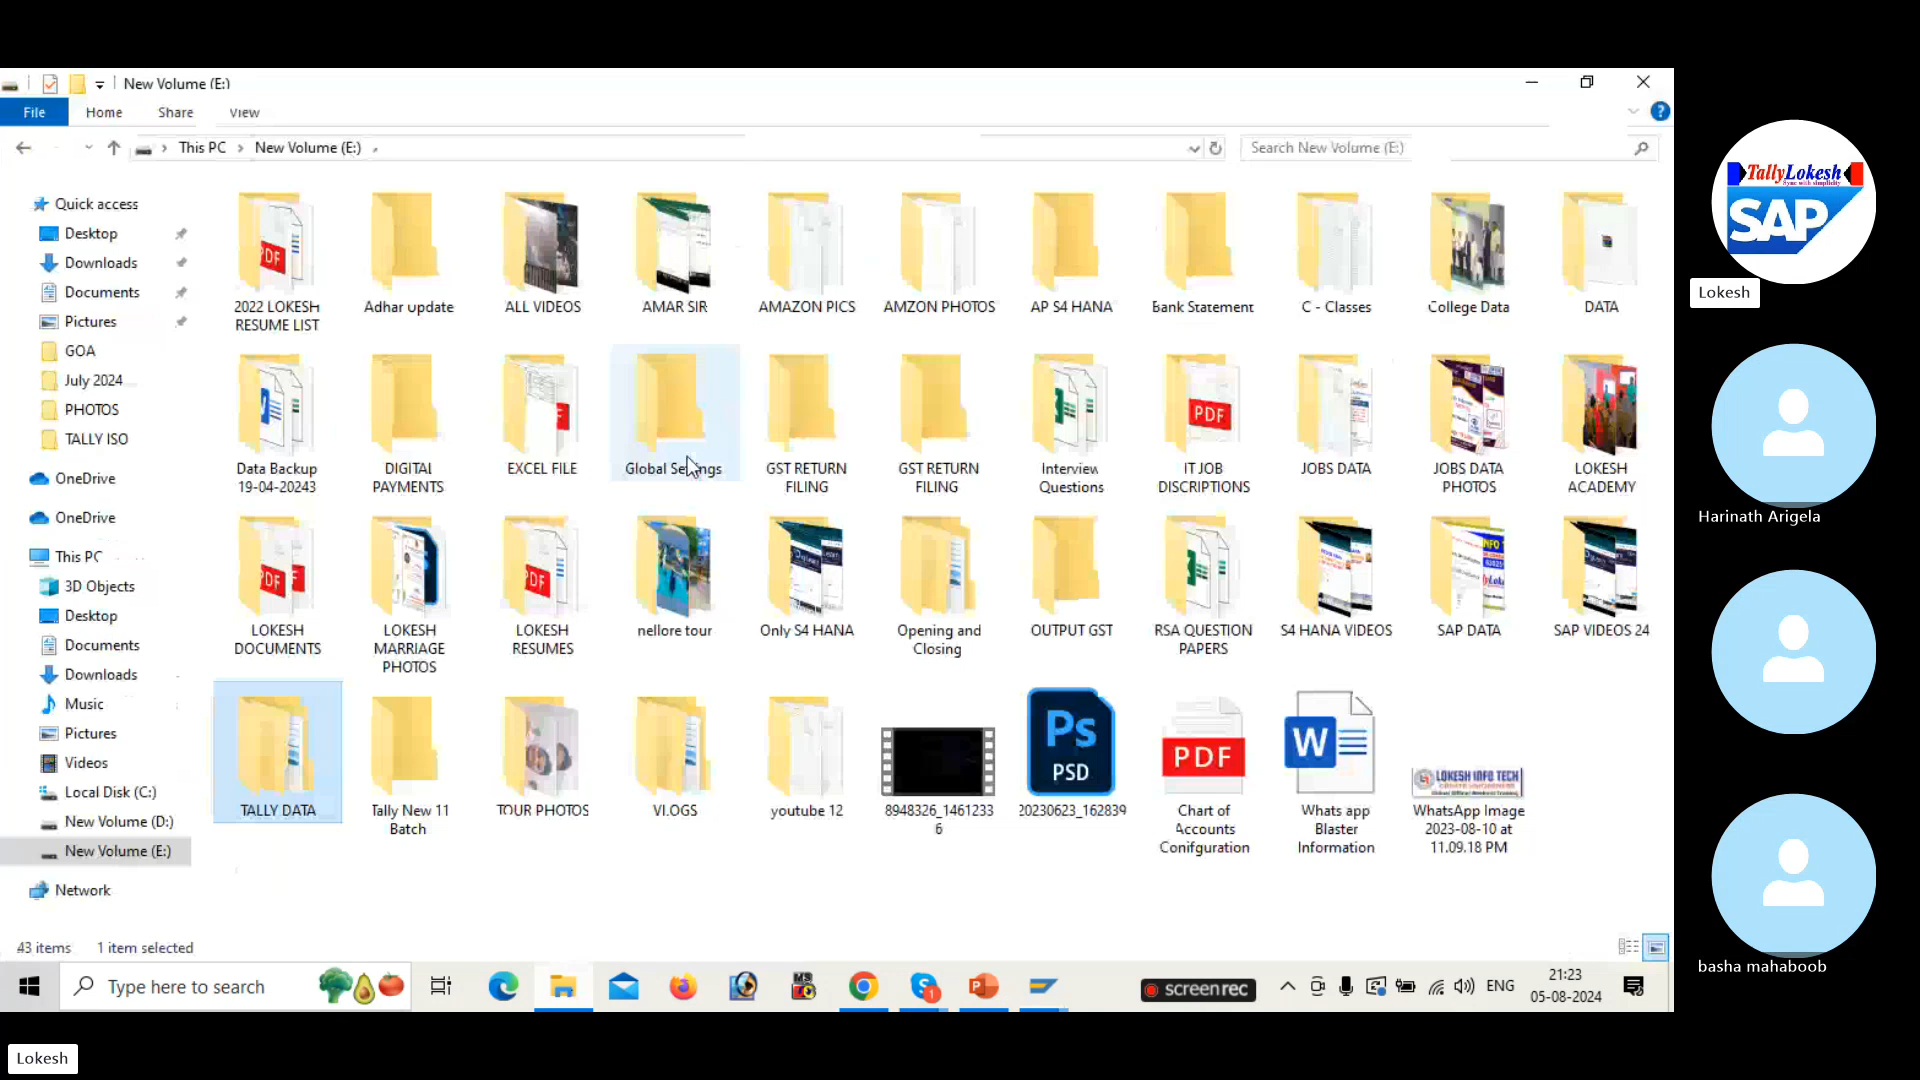 New Volume (E:)
File
Home
Share
View
This PC
New Volume (E:)
Search New Volume (E:)
Quick access
Desktop
Downloads
Documents
Pictures
GOA
July 2024
PHOTOS
TALLY ISO
OneDrive
OneDrive
This PC
3D Objects
Desktop
Documents
Downloads
Music
Pictures
Videos
Local Disk (C:)
New Volume (D:)
New Volume (E:)
Network
2022 LOKESH
RESUME LIST
Adhar update
ALL VIDEOS
AMAR SIR
AMAZON PICS
AMZON PHOTOS
AP S4 HANA
Bank Statement
C - Classes
College Data
DATA
Data Backup
19-04-20243
DIGITAL
PAYMENTS
EXCEL FILE
Global Settings
GST RETURN
FILING
GST RETURN
FILING
Interview
Questions
IT JOB
DISCRIPTIONS
JOBS DATA
JOBS DATA
PHOTOS
LOKESH
ACADEMY
LOKESH
DOCUMENTS
LOKESH
MARRIAGE
PHOTOS
LOKESH
RESUMES
nellore tour
Only S4 HANA
Opening and
Closing
OUTPUT GST
RSA QUESTION
PAPERS
S4 HANA VIDEOS
SAP DATA
SAP VIDEOS 24
TALLY DATA
Tally New 11
Batch
TOUR PHOTOS
VLOGS
youtube 12
8948326_1461233
6
Ps
PSD
20230623_162839
PDF
Chart of
Accounts
Conifguration
W
Whats app
Blaster
Information
LOKESH INFO TECH
WhatsApp Image
2023-08-10 at
11.09.18 PM
43 items
1 item selected
Type here to search
screenrec
ENG
21:23
05-08-2024
TallyLokesh
Sync with simplicity
SAP
Lokesh
Harinath Arigela
basha mahaboob
Lokesh